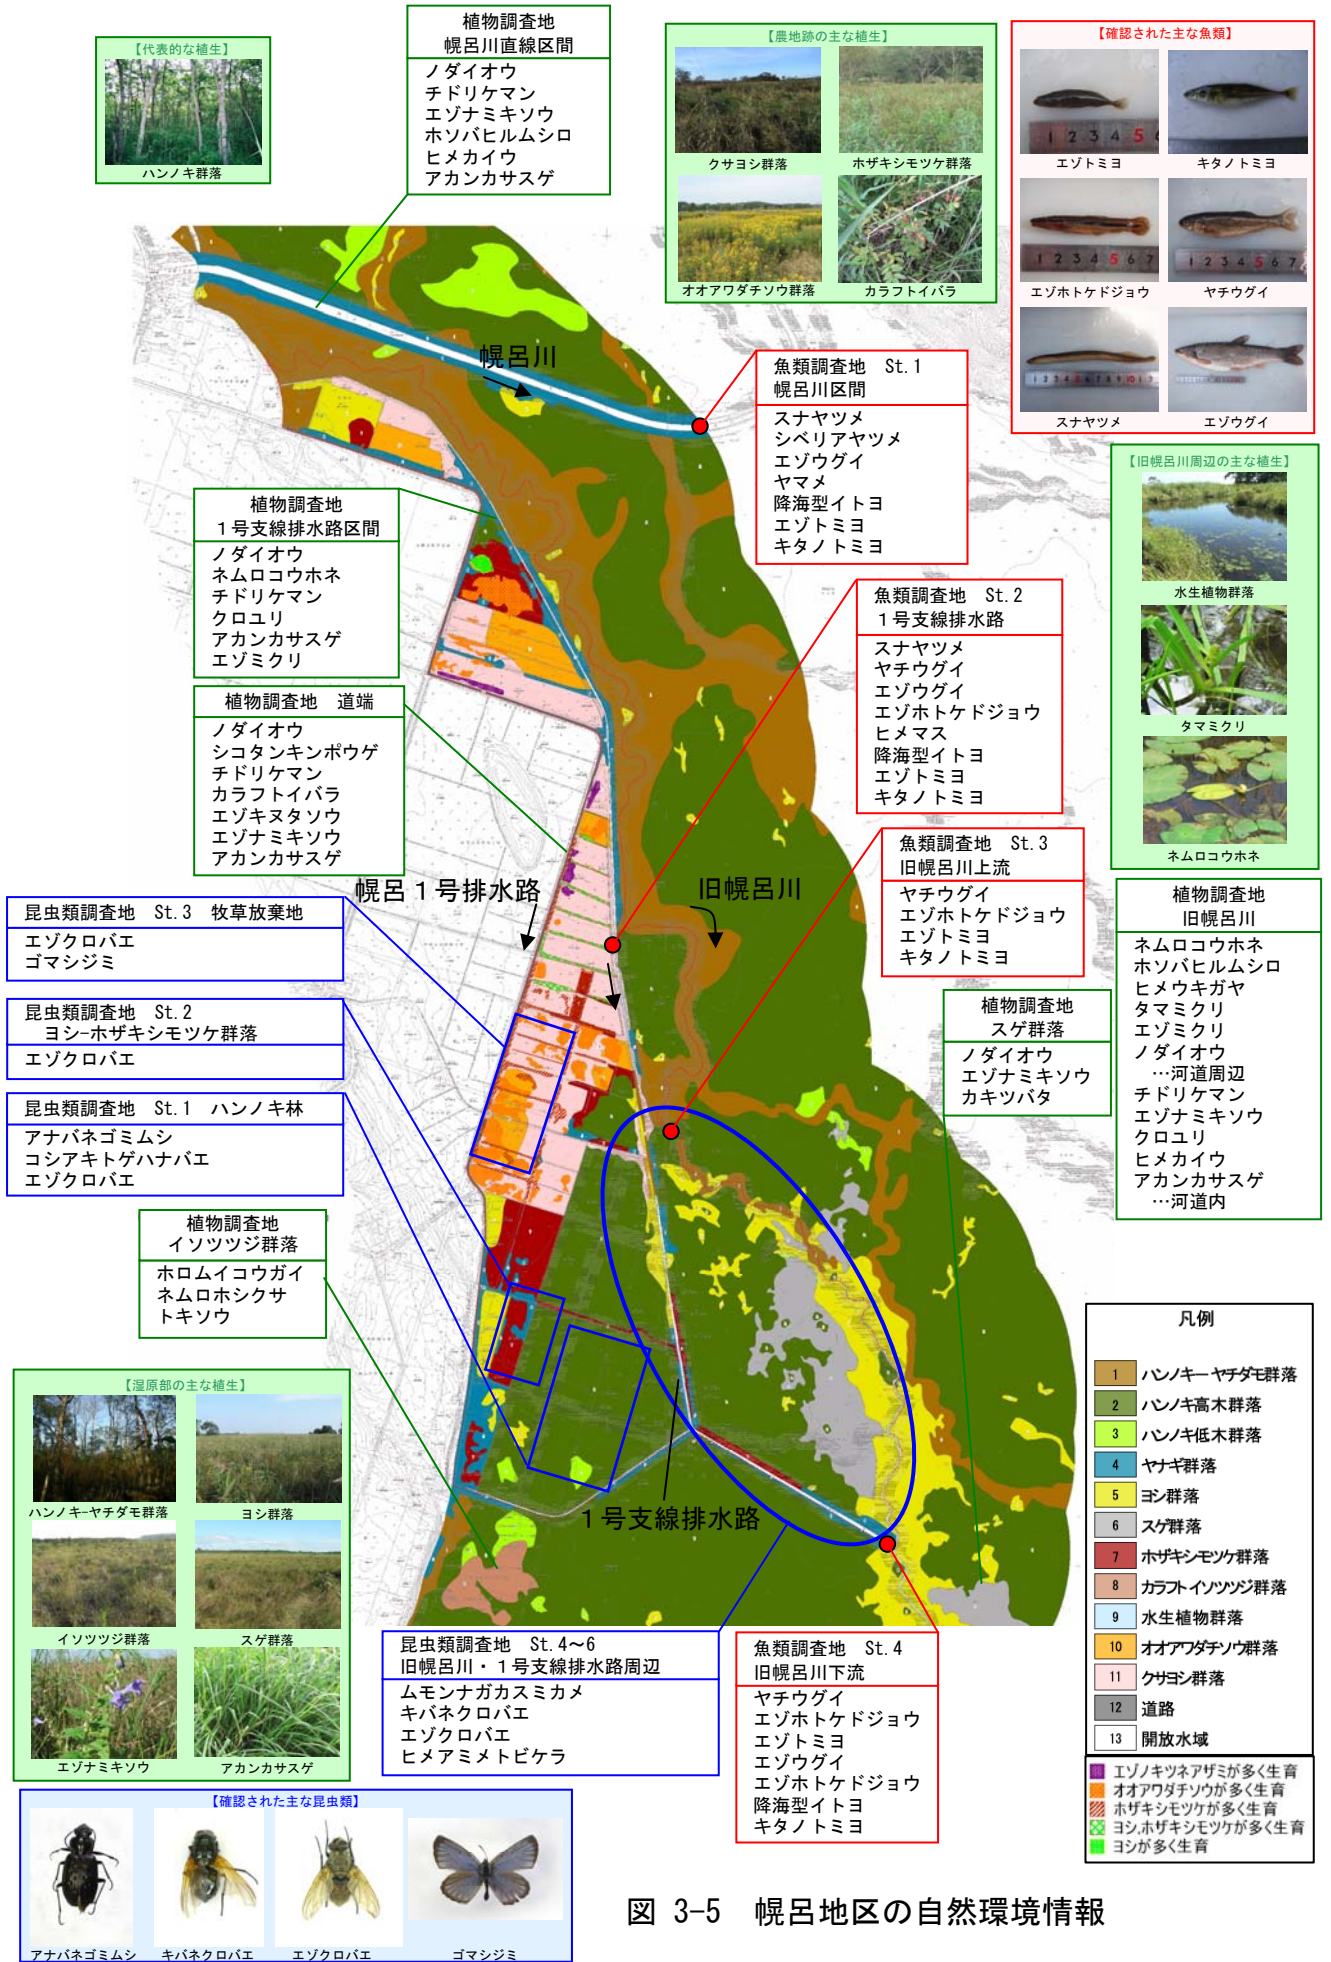 【代表的な植生】
ハンノキ群落
植物調査地
幌呂川直線区間
ノダイオウ
チドリケマン
エゾナミキソウ
ホソバヒルムシロ
ヒメカイウ
アカンカサスゲ
【農地跡の主な植生】
クサヨシ群落
ホザキシモツケ群落
オオアワダチソウ群落
カラフトイバラ
【確認された主な魚類】
エゾトミヨ
キタノトミヨ
エゾホトケドジョウ
ヤチウグイ
スナヤツメ
エゾウグイ
幌呂川
魚類調査地 St.1
幌呂川区間
スナヤツメ
シベリアヤツメ
エゾウグイ
ヤマメ
降海型イトヨ
エゾトミヨ
キタノトミヨ
【旧幌呂川周辺の主な植生】
水生植物群落
タマミクリ
ネムロコウホネ
植物調査地
1号支線排水路区間
ノダイオウ
ネムロコウホネ
チドリケマン
クロユリ
アカンカサスゲ
エゾミクリ
魚類調査地 St.2
1号支線排水路
スナヤツメ
ヤチウグイ
エゾウグイ
エゾホトケドジョウ
ヒメマス
降海型イトヨ
エゾトミヨ
キタノトミヨ
植物調査地 道端
ノダイオウ
シコタンキンポウゲ
チドリケマン
カラフトイバラ
エゾキヌタソウ
エゾナミキソウ
アカンカサスゲ
魚類調査地 St.3
旧幌呂川上流
ヤチウグイ
エゾホトケドジョウ
エゾトミヨ
キタノトミヨ
幌呂1号排水路
旧幌呂川
植物調査地
旧幌呂川
ネムロコウホネ
ホソバヒルムシロ
ヒメウキガヤ
タマミクリ
エゾミクリ
ノダイオウ
…河道周辺
チドリケマン
エゾナミキソウ
クロユリ
ヒメカイウ
アカンカサスゲ
…河道内
昆虫類調査地 St.3 牧草放棄地
エゾクロバエ
ゴマシジミ
昆虫類調査地 St.2
ヨシ-ホザキシモツケ群落
エゾクロバエ
植物調査地
スゲ群落
ノダイオウ
エゾナミキソウ
カキツバタ
昆虫類調査地 St.1 ハンノキ林
アナバネゴミムシ
コシアキトゲハナバエ
エゾクロバエ
植物調査地
イソツツジ群落
ホロムイコウガイ
ネムロホシクサ
トキソウ
【湿原部の主な植生】
ハンノキ-ヤチダモ群落
ヨシ群落
イソツツジ群落
スゲ群落
エゾナミキソウ
アカンカサスゲ
1号支線排水路
昆虫類調査地 St.4～6
旧幌呂川・1号支線排水路周辺
ムモンナガカスミカメ
キバネクロバエ
エゾクロバエ
ヒメアミメトビケラ
魚類調査地 St.4
旧幌呂川下流
ヤチウグイ
エゾホトケドジョウ
エゾトミヨ
エゾウグイ
エゾホトケドジョウ
降海型イトヨ
キタノトミヨ
凡例
1 ハンノキーヤチダモ群落
2 ハンノキ高木群落
3 ハンノキ低木群落
4 ヤナギ群落
5 ヨシ群落
6 スゲ群落
7 ホザキシモツケ群落
8 カラフトイソツツジ群落
9 水生植物群落
10 オオアワダチソウ群落
11 クサヨシ群落
12 道路
13 開放水域
エゾノキツネアザミが多く生育
オオアワダチソウが多く生育
ホザキシモツケが多く生育
ヨシ,ホザキシモツケが多く生育
ヨシが多く生育
【確認された主な昆虫類】
アナバネゴミムシ
キバネクロバエ
エゾクロバエ
ゴマシジミ
図 3-5 幌呂地区の自然環境情報